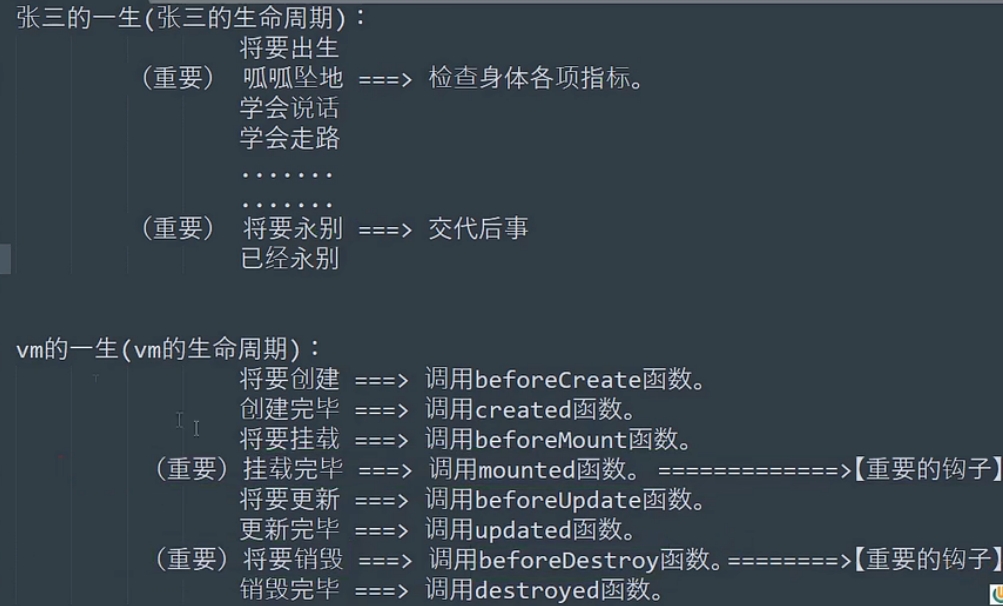 张三的一生(张三的生命周期)：
将要出生
（重要） 呱呱坠地 ===> 检查身体各项指标。
学会说话
学会走路
.......
.......
（重要） 将要永别 ===> 交代后事
已经永别
vm的一生(vm的生命周期)：
将要创建 ===> 调用beforeCreate函数。
创建完毕 ===> 调用created函数。
将要挂载 ===> 调用beforeMount函数。
（重要）挂载完毕 ===> 调用mounted函数。 =============>【重要的钩子】
将要更新 ===> 调用beforeUpdate函数。
更新完毕 ===> 调用updated函数。
（重要）将要销毁 ===> 调用beforeDestroy函数。========>【重要的钩子】
销毁完毕 ===> 调用destroyed函数。